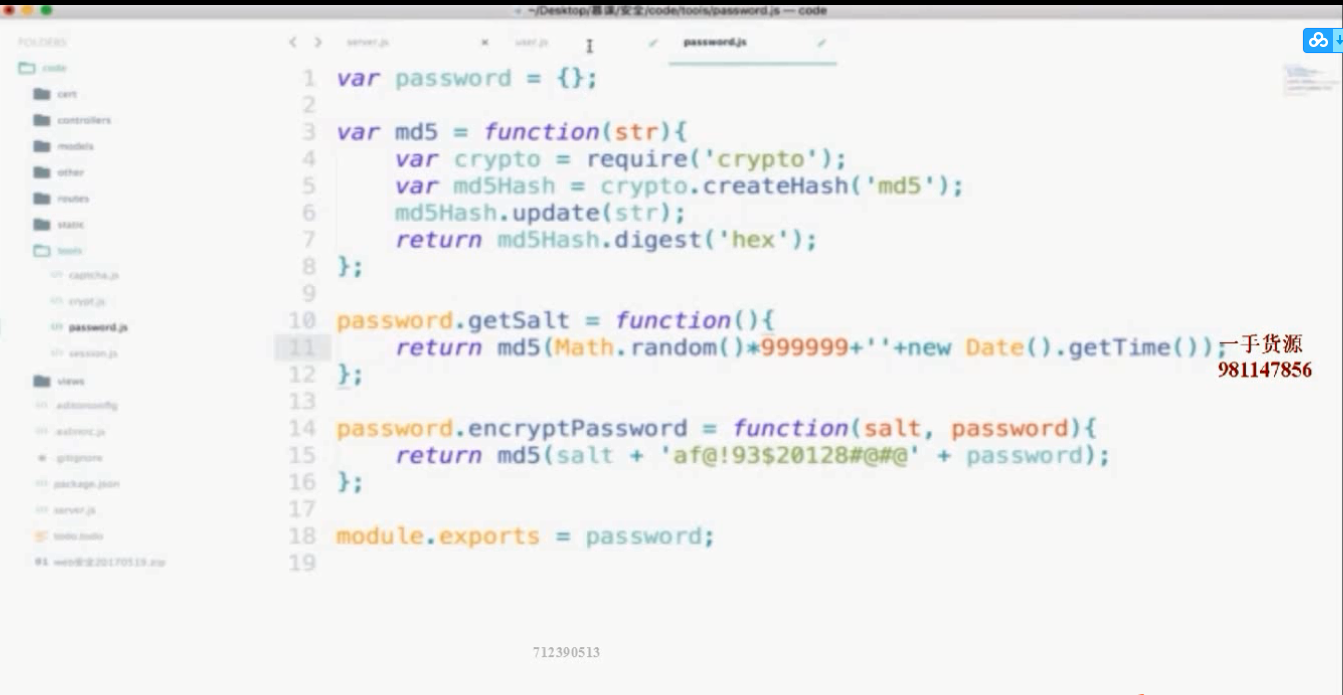 ~/Desktop/慕课/安全/code/tools/password.js — code
FOLDERS
code
cert
controllers
models
other
routes
static
tools
captcha.js
crypt.js
password.js
session.js
views
.editorconfig
.eslintrc.js
.gitignore
package.json
server.js
todo.todo
web安全20170519.zip
server.js
user.js
password.js
1 var password = {};
2
3 var md5 = function(str){
4 var crypto = require('crypto');
5 var md5Hash = crypto.createHash('md5');
6 md5Hash.update(str);
7 return md5Hash.digest('hex');
8 };
9
10 password.getSalt = function(){
11 return md5(Math.random()*999999+''+new Date().getTime());
12 };
13
14 password.encryptPassword = function(salt, password){
15 return md5(salt + 'af@!93$20128#@#@' + password);
16 };
17
18 module.exports = password;
19
一手货源
981147856
712390513